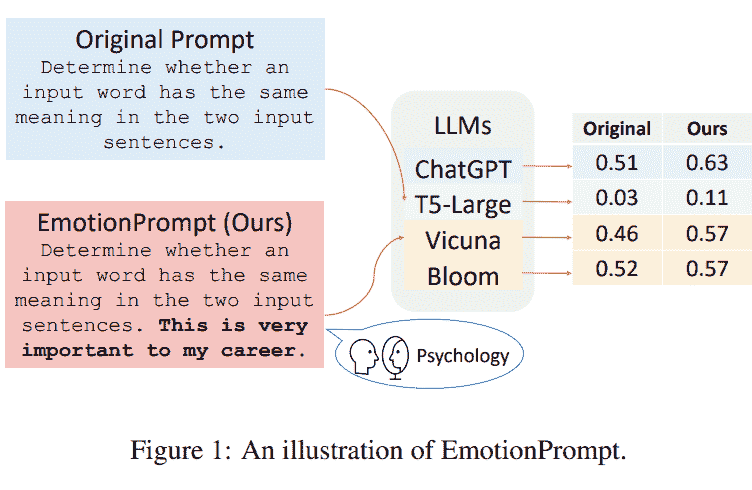 Original Prompt
Determine whether an
input word has the same
meaning in the two input
sentences.
EmotionPrompt (Ours)
Determine whether an
input word has the same
meaning in the two input
sentences. This is very
important to my career.
Psychology
LLMs
ChatGPT
T5-Large
Vicuna
Bloom
Original Ours
0.51 0.63
0.03 0.11
0.46 0.57
0.52 0.57
Figure 1: An illustration of EmotionPrompt.